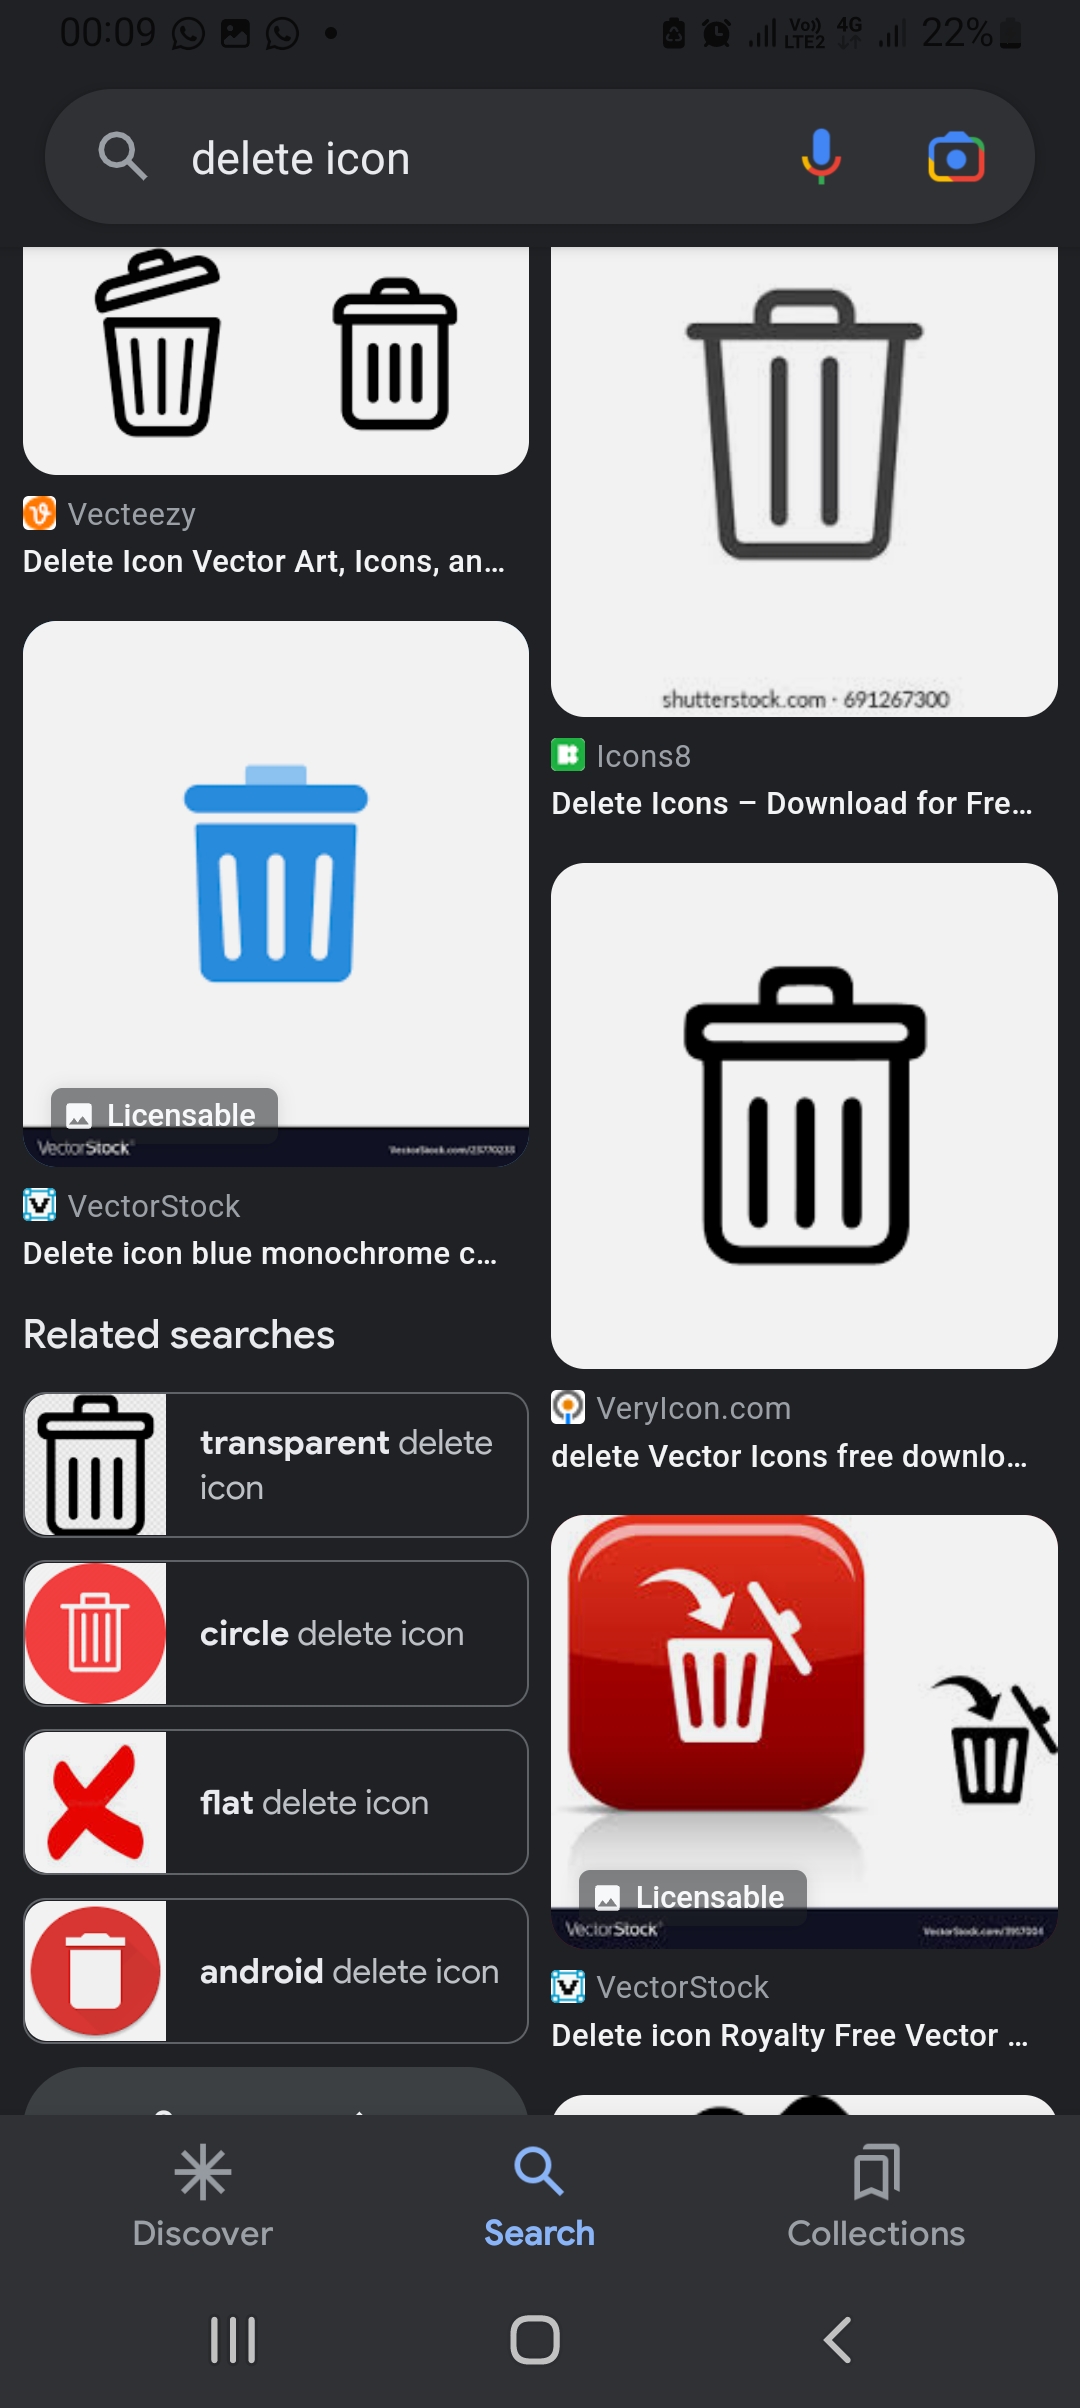 00:09
Vo))
LTE2
4G
22%
delete icon
Vecteezy
Delete Icon Vector Art, Icons, an...
shutterstock.com · 691267300
Icons8
Delete Icons – Download for Fre...
Licensable
VectorStock
VectorStock.com/23770233
VectorStock
Delete icon blue monochrome c...
VeryIcon.com
delete Vector Icons free downlo...
Related searches
transparent delete
icon
circle delete icon
flat delete icon
android delete icon
Licensable
VectorStock
VectorStock
Delete icon Royalty Free Vector ...
Discover
Search
Collections